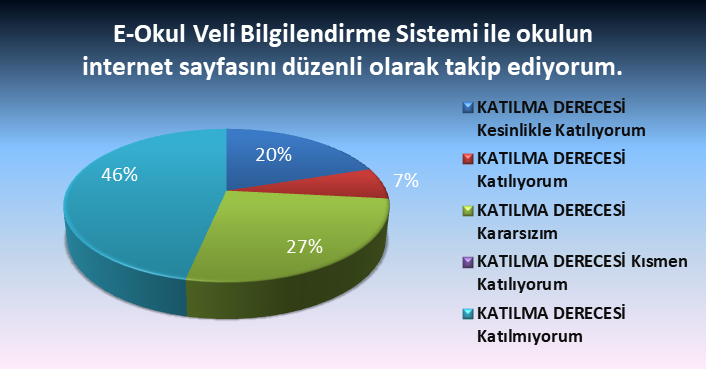 E-Okul Veli Bilgilendirme Sistemi ile okulun
internet sayfasını düzenli olarak takip ediyorum.
20%
7%
27%
46%
KATILMA DERECESİ
Kesinlikle Katılıyorum
KATILMA DERECESİ
Katılıyorum
KATILMA DERECESİ
Kararsızım
KATILMA DERECESİ Kısmen
Katılıyorum
KATILMA DERECESİ
Katılmıyorum